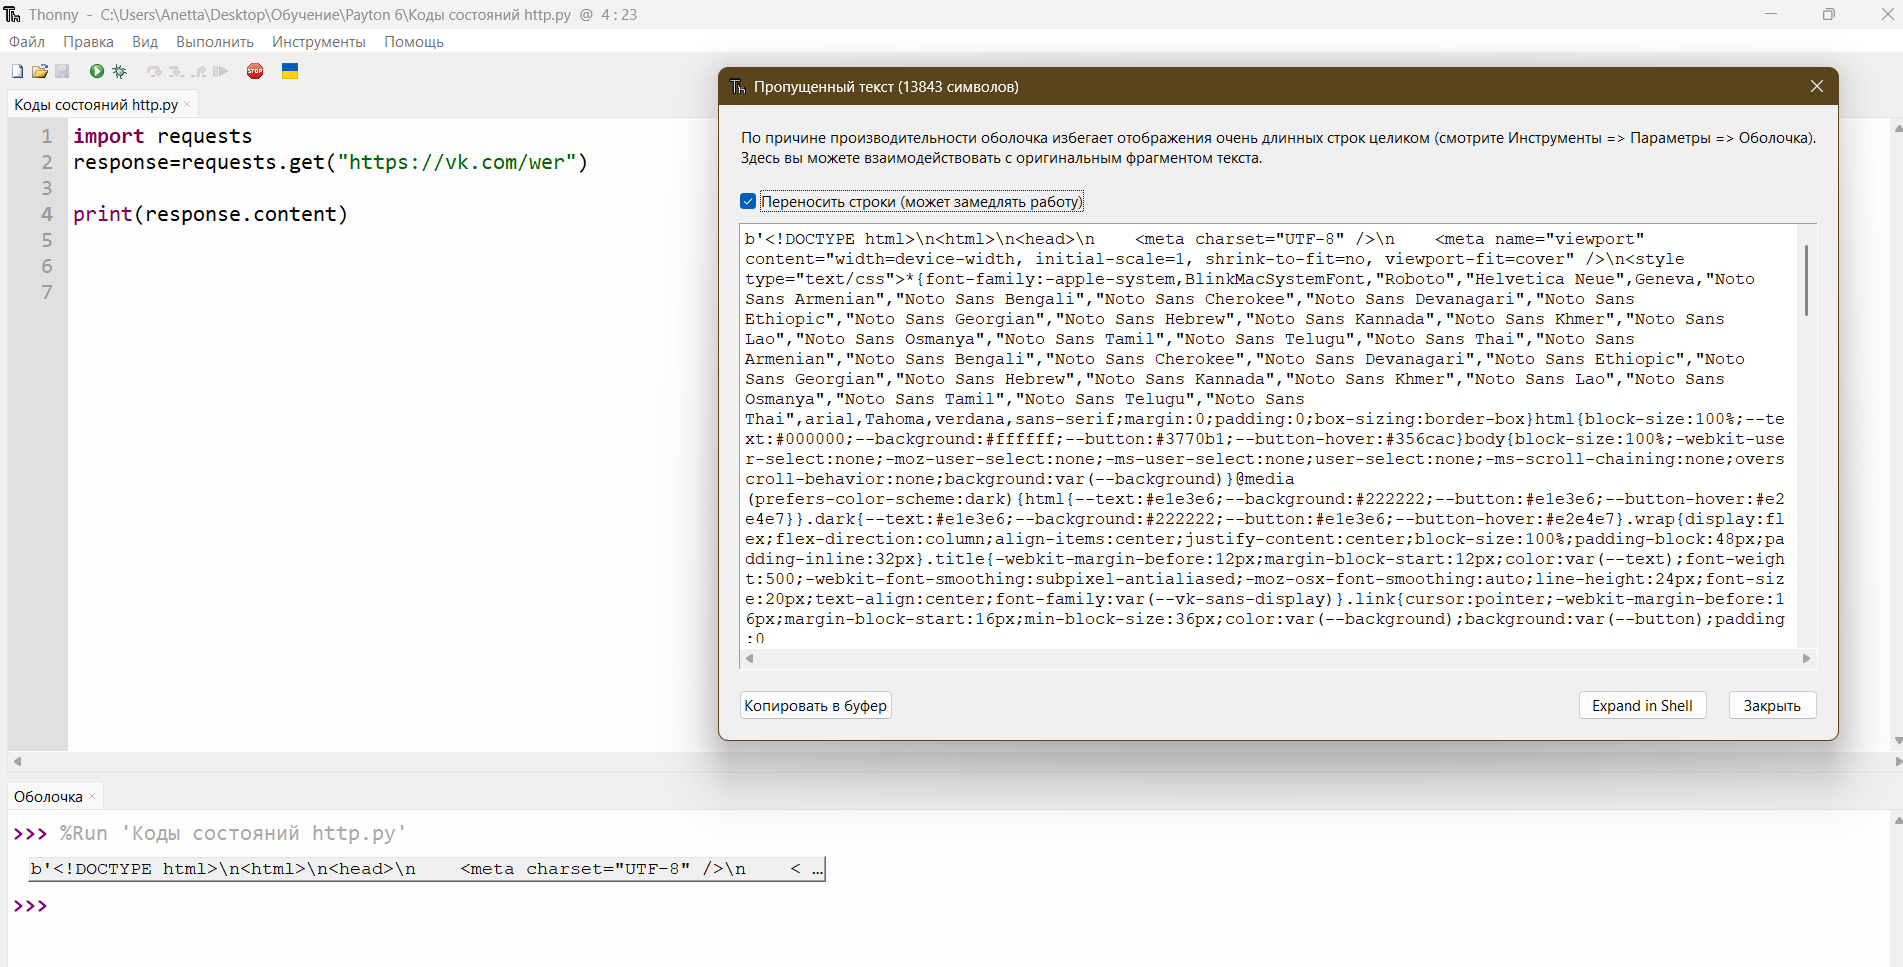 Thonny - C:\Users\Anetta\Desktop\Обучение\Payton 6\Коды состояний http.py @ 4:23
Файл Правка Вид Выполнить Инструменты Помощь
STOP
Коды состояний http.py
1 import requests
2 response=requests.get("https://vk.com/wer")
3
4 print(response.content)
5
6
7
Пропущенный текст (13843 символов)
По причине производительности оболочка избегает отображения очень длинных строк целиком (смотрите Инструменты => Параметры => Оболочка).
Здесь вы можете взаимодействовать с оригинальным фрагментом текста.
Переносить строки (может замедлять работу)
b'<!DOCTYPE html>\n<html>\n<head>\n    <meta charset="UTF-8" />\n    <meta name="viewport"
content="width=device-width, initial-scale=1, shrink-to-fit=no, viewport-fit=cover" />\n<style
type="text/css">*{font-family:-apple-system,BlinkMacSystemFont,"Roboto","Helvetica Neue",Geneva,"Noto
Sans Armenian","Noto Sans Bengali","Noto Sans Cherokee","Noto Sans Devanagari","Noto Sans
Ethiopic","Noto Sans Georgian","Noto Sans Hebrew","Noto Sans Kannada","Noto Sans Khmer","Noto Sans
Lao","Noto Sans Osmanya","Noto Sans Tamil","Noto Sans Telugu","Noto Sans Thai","Noto Sans
Armenian","Noto Sans Bengali","Noto Sans Cherokee","Noto Sans Devanagari","Noto Sans Ethiopic","Noto
Sans Georgian","Noto Sans Hebrew","Noto Sans Kannada","Noto Sans Khmer","Noto Sans Lao","Noto Sans
Osmanya","Noto Sans Tamil","Noto Sans Telugu","Noto Sans
Thai",arial,Tahoma,verdana,sans-serif;margin:0;padding:0;box-sizing:border-box}html{block-size:100%;--te
xt:#000000;--background:#ffffff;--button:#3770b1;--button-hover:#356cac}body{block-size:100%;-webkit-use
r-select:none;-moz-user-select:none;-ms-user-select:none;user-select:none;-ms-scroll-chaining:none;overs
croll-behavior:none;background:var(--background)}@media
(prefers-color-scheme:dark){html{--text:#e1e3e6;--background:#222222;--button:#e1e3e6;--button-hover:#e2
e4e7}}.dark{--text:#e1e3e6;--background:#222222;--button:#e1e3e6;--button-hover:#e2e4e7}.wrap{display:fl
ex;flex-direction:column;align-items:center;justify-content:center;block-size:100%;padding-block:48px;pa
dding-inline:32px}.title{-webkit-margin-before:12px;margin-block-start:12px;color:var(--text);font-weigh
t:500;-webkit-font-smoothing:subpixel-antialiased;-moz-osx-font-smoothing:auto;line-height:24px;font-siz
e:20px;text-align:center;font-family:var(--vk-sans-display)}.link{cursor:pointer;-webkit-margin-before:1
6px;margin-block-start:16px;min-block-size:36px;color:var(--background);background:var(--button);padding
:0
Копировать в буфер Expand in Shell Закрыть
Оболочка
>>> %Run 'Коды состояний http.py'
b'<!DOCTYPE html>\n<html>\n<head>\n    <meta charset="UTF-8" />\n    < …
>>>